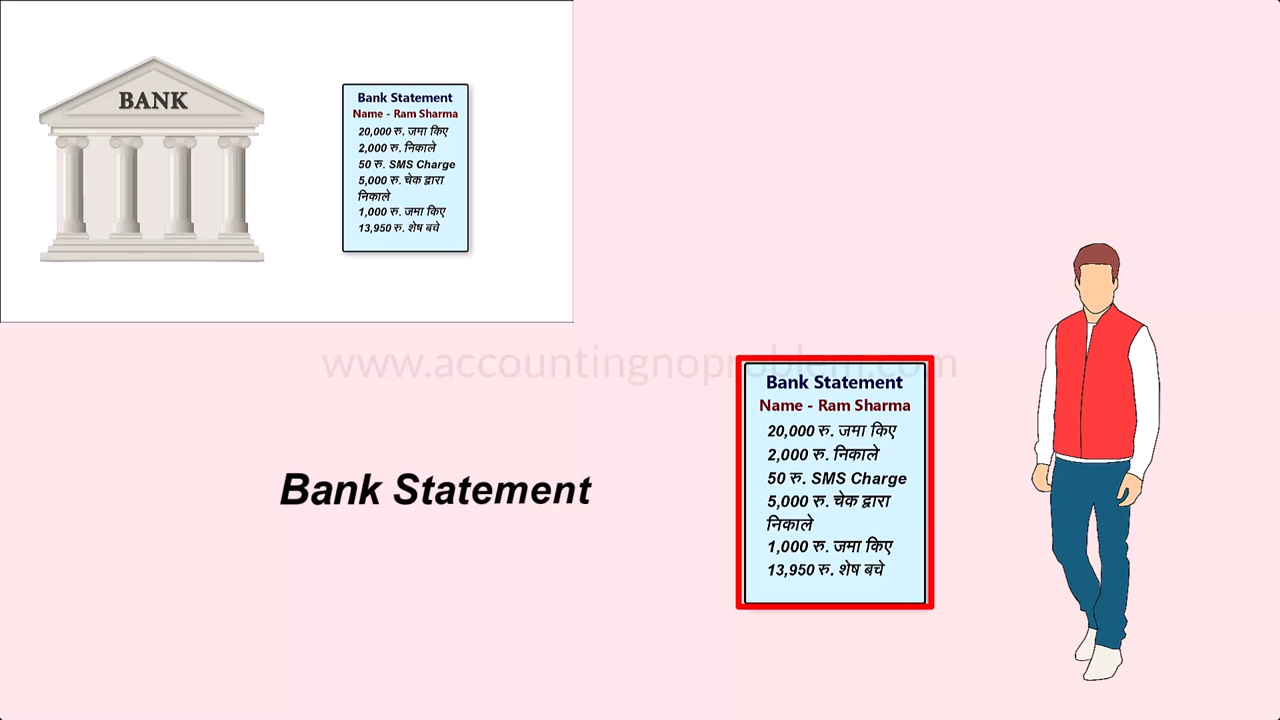 BANK
Bank Statement
Name - Ram Sharma
20,000 रु. जमा किए
2,000 रु. निकाले
50 रु. SMS Charge
5,000 रु. चेक द्वारा
निकाले
1,000 रु. जमा किए
13,950 रु. शेष बचे
www.accountingnoproblem.com
Bank Statement
Bank Statement
Name - Ram Sharma
20,000 रु. जमा किए
2,000 रु. निकाले
50 रु. SMS Charge
5,000 रु. चेक द्वारा
निकाले
1,000 रु. जमा किए
13,950 रु. शेष बचे